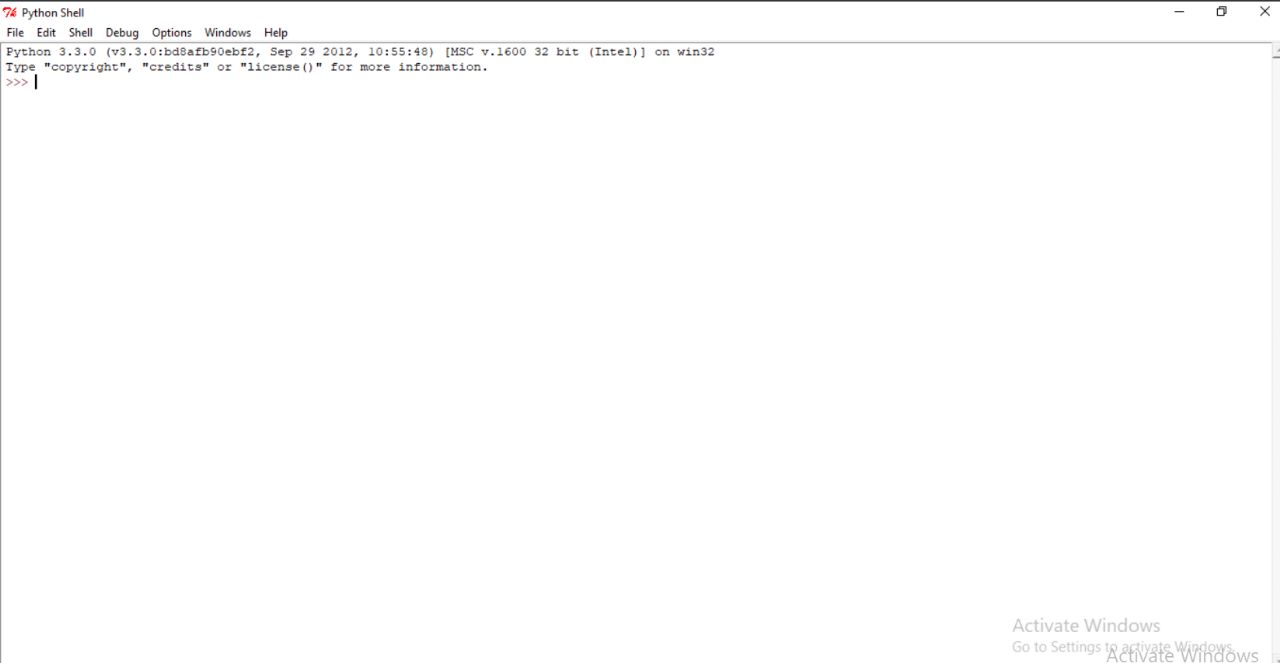 Python Shell
File Edit Shell Debug Options Windows Help
Python 3.3.0 (v3.3.0:bd8afb90ebf2, Sep 29 2012, 10:55:48) [MSC v.1600 32 bit (Intel)] on win32
Type "copyright", "credits" or "license()" for more information.
>>>
Activate Windows
Go to Settings to activate Windows.
Activate Windows